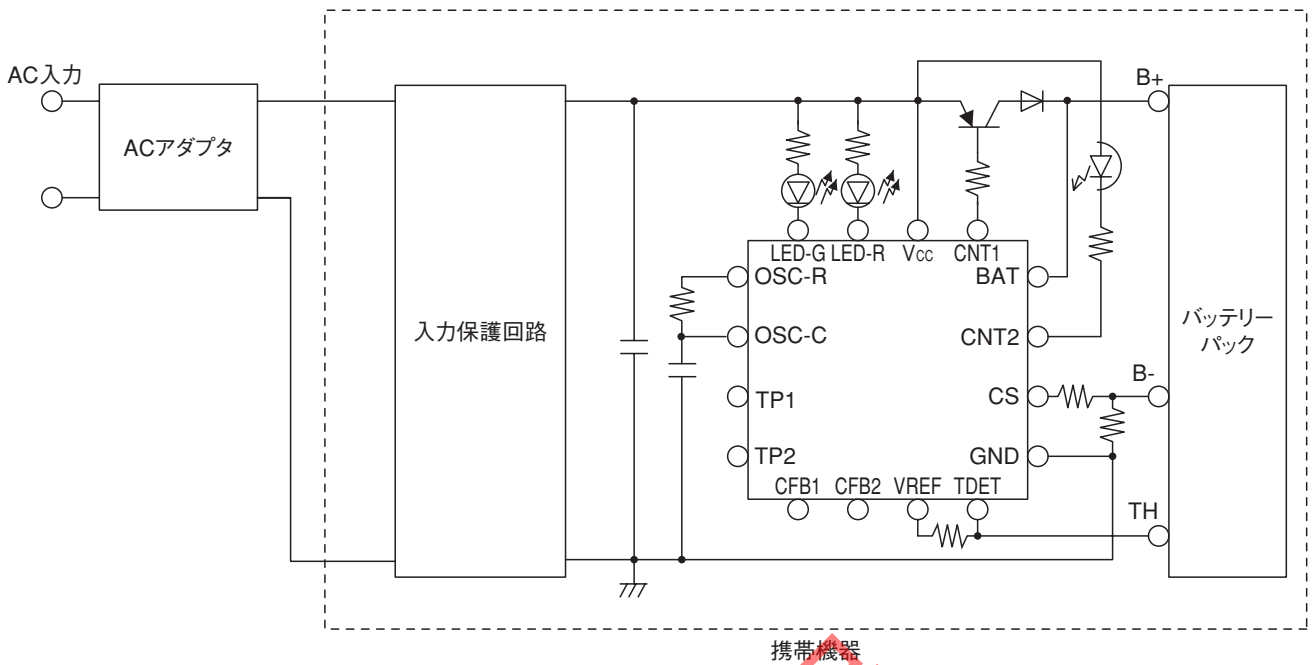 AC入力
ACアダプタ
入力保護回路
B+
LED-G LED-R Vcc CNT1
OSC-R
BAT
OSC-C
CNT2
TP1
CS
B-
TP2
GND
CFB1 CFB2 VREF TDET
TH
バッテリー
パック
携帯機器